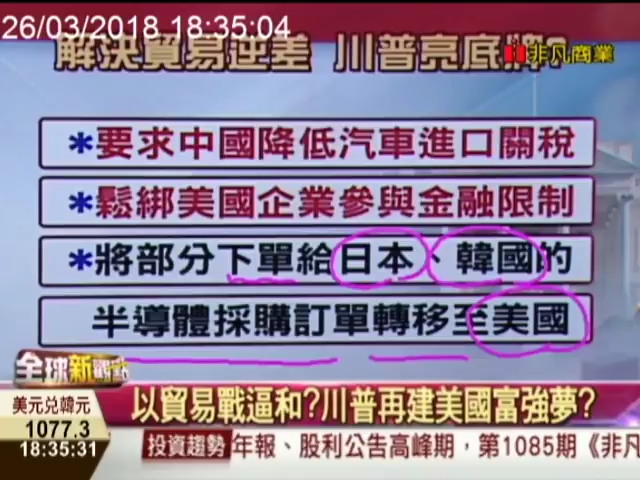 26/03/2018 18:35:04
解決貿易逆差 川普亮底牌?
非凡商業
*要求中國降低汽車進口關稅
*鬆綁美國企業參與金融限制
*將部分下單給日本、韓國的
半導體採購訂單轉移至美國
全球新觀點
以貿易戰逼和?川普再建美國富強夢?
美元兌韓元
1077.3
18:35:31
投資趨勢 年報、股利公告高峰期，第1085期《非凡